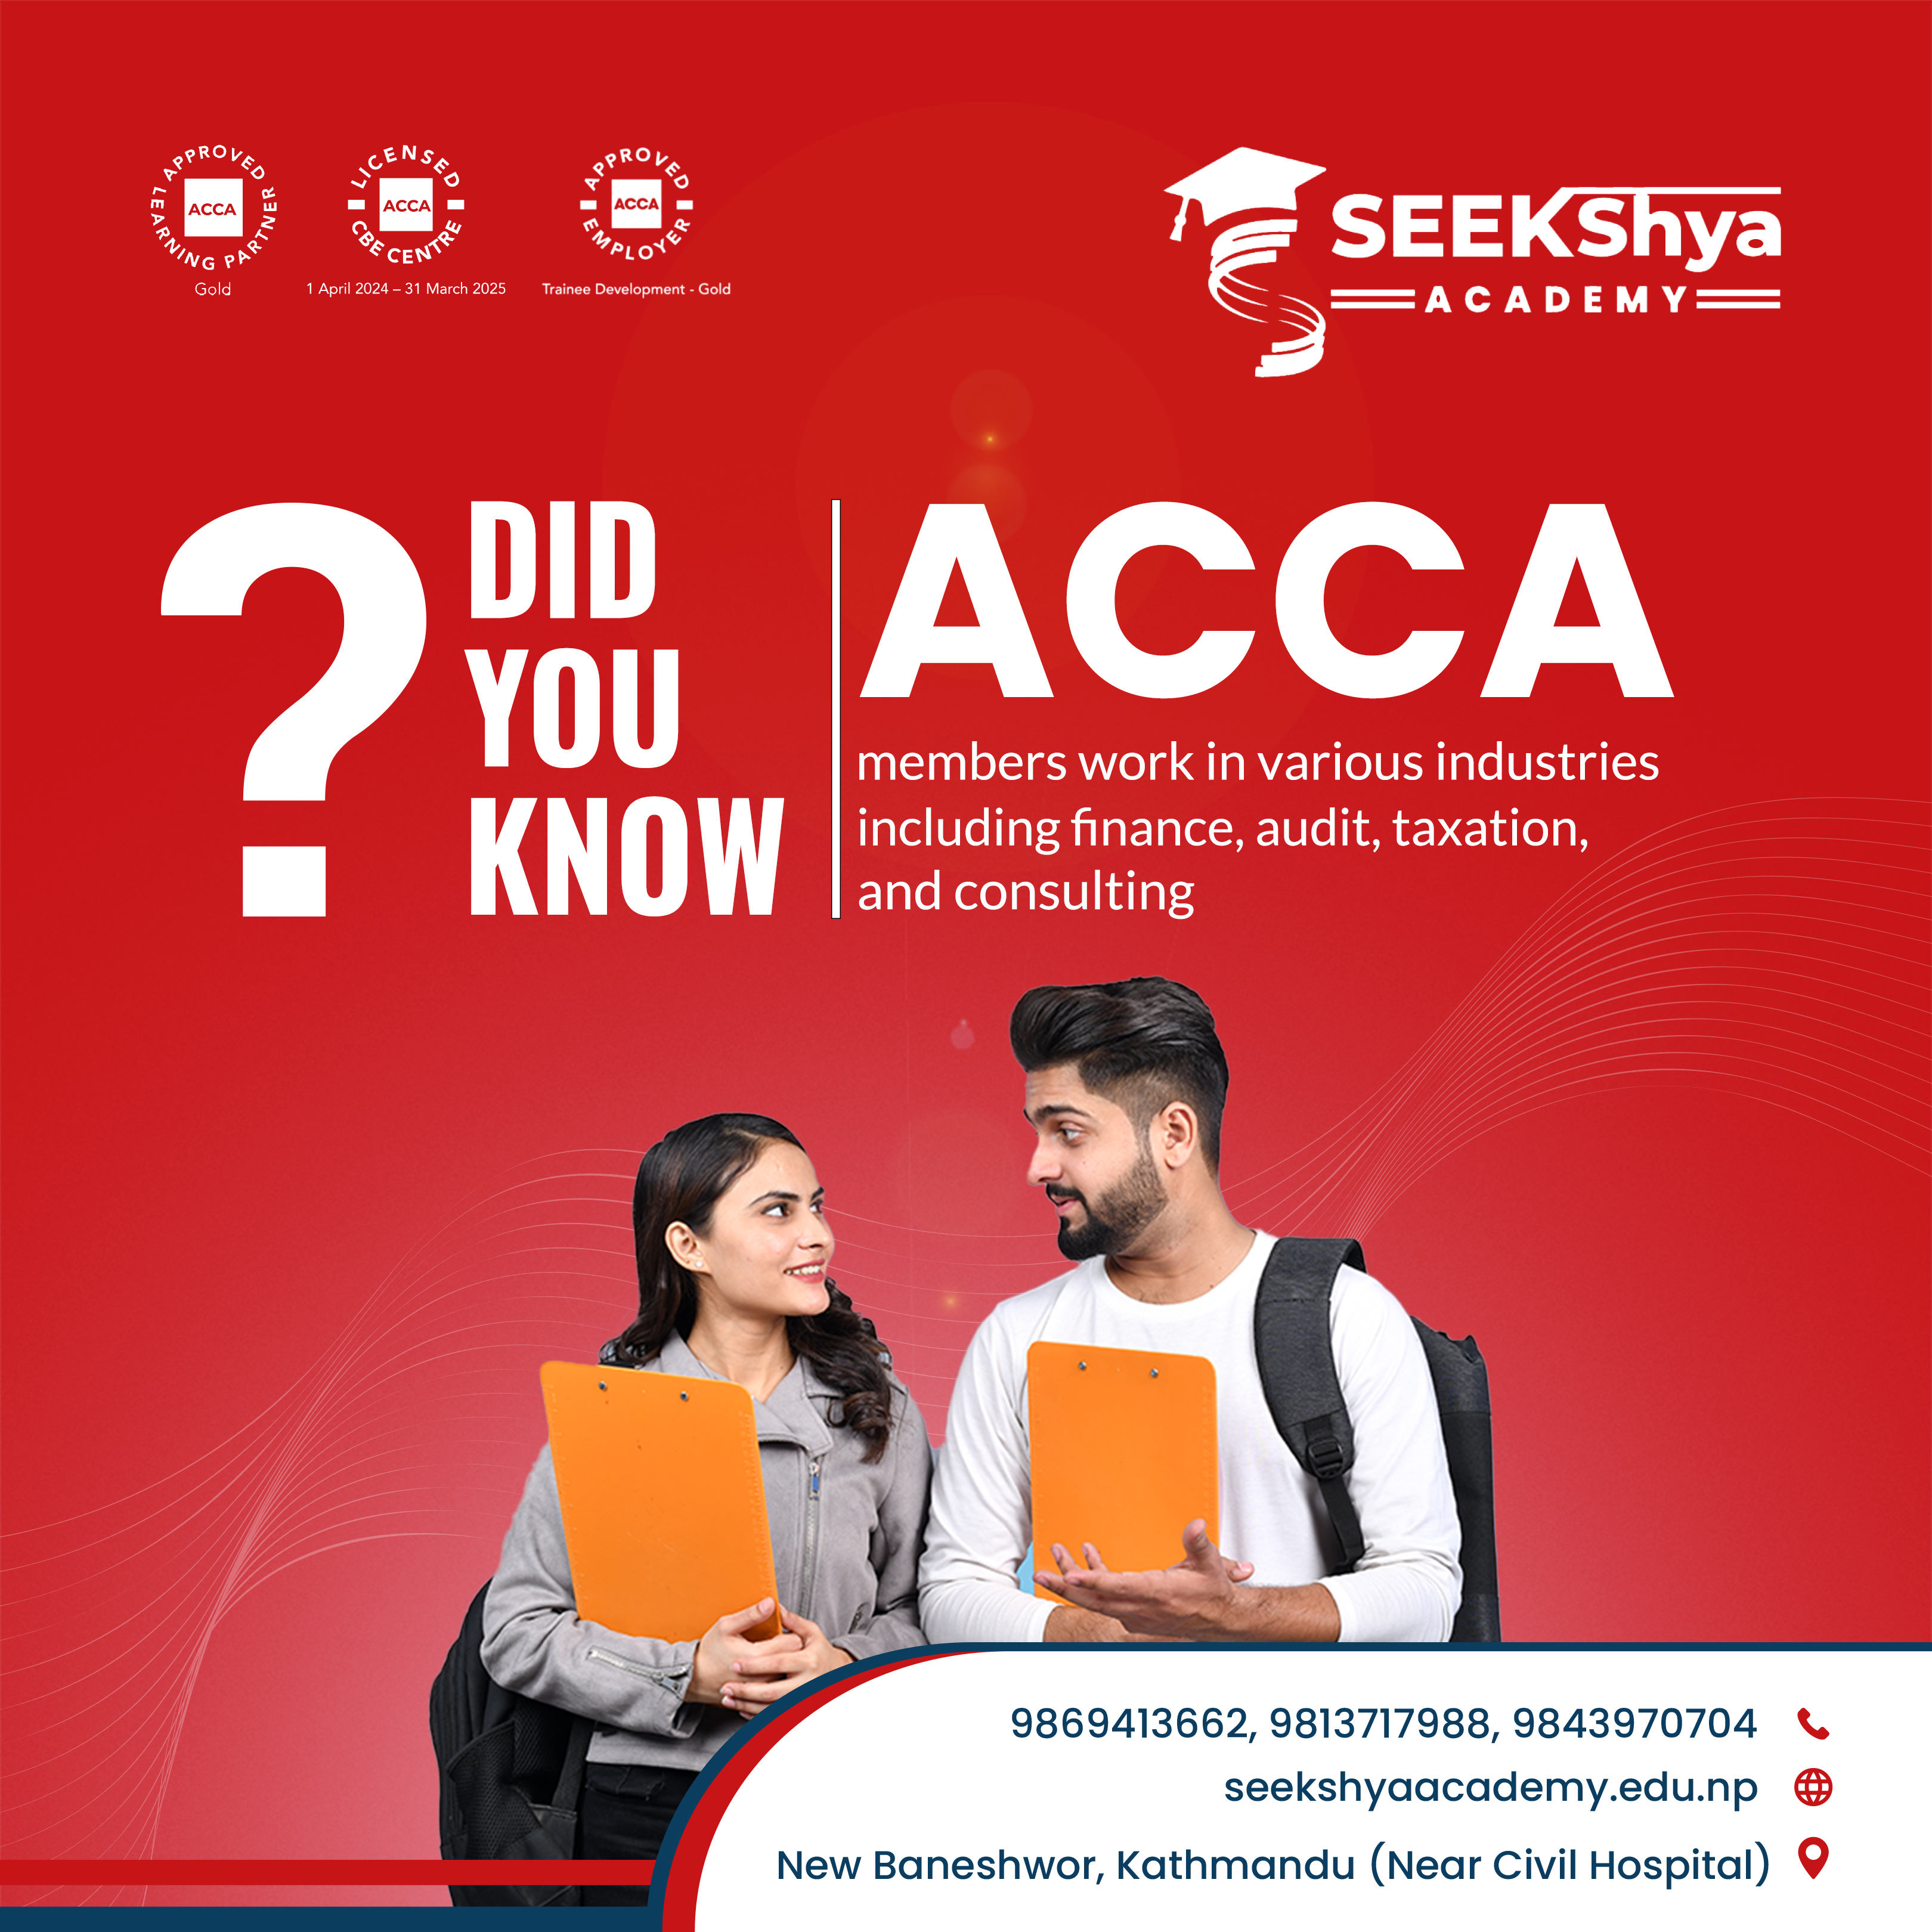 APPROVED LEARNING PARTNER
ACCA
Gold
LICENSED CBE CENTRE
ACCA
1 April 2024 – 31 March 2025
APPROVED EMPLOYER
ACCA
Trainee Development - Gold
SEEKShya
ACADEMY
?
DID
YOU
KNOW
ACCA
members work in various industries
including finance, audit, taxation,
and consulting
9869413662, 9813717988, 9843970704
seekshyaacademy.edu.np
New Baneshwor, Kathmandu (Near Civil Hospital)